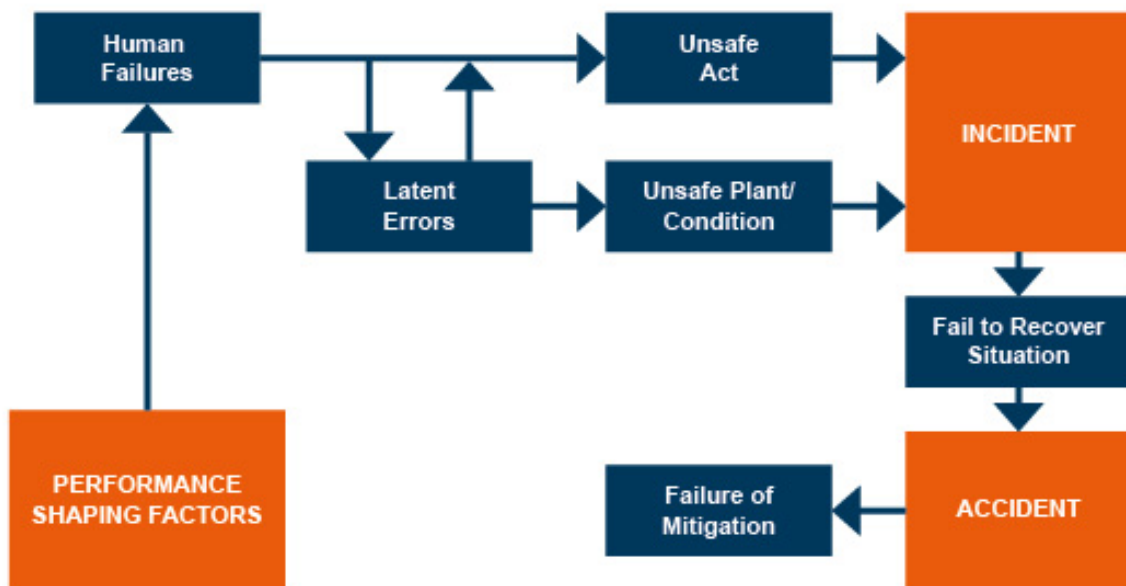 Human
Failures
Unsafe
Act
INCIDENT
Latent
Errors
Unsafe Plant/
Condition
Fail to Recover
Situation
PERFORMANCE
SHAPING FACTORS
Failure of
Mitigation
ACCIDENT